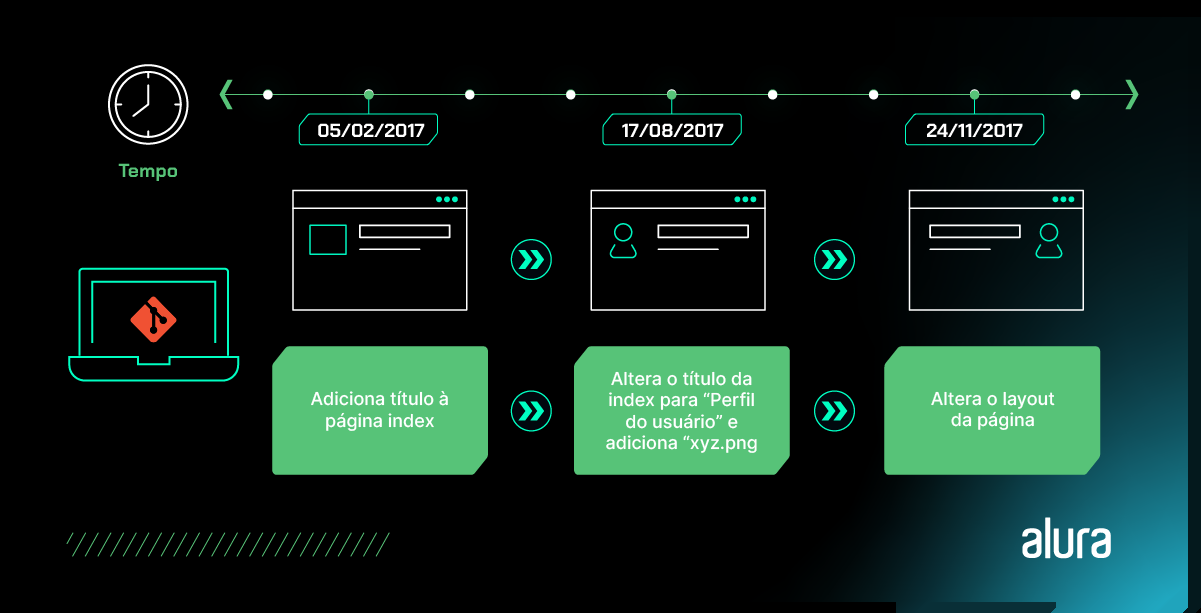 05/02/2017
17/08/2017
24/11/2017
Tempo
Adiciona título à
página index
Altera o título da
index para “Perfil
do usuário” e
adiciona “xyz.png
Altera o layout
da página
alura